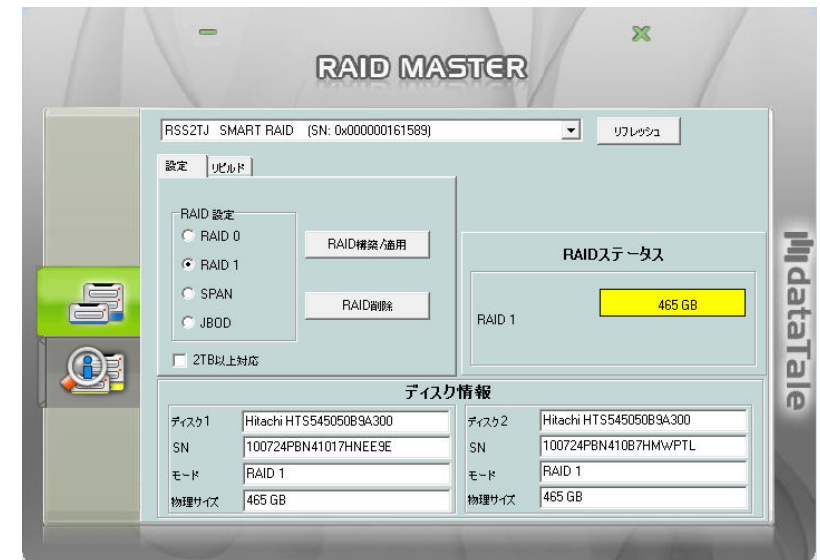 RAID MASTER
RSS2TJ SMART RAID (SN: 0x000000161589)
リフレッシュ
設定
リビルド
RAID 設定
RAID 0
RAID 1
SPAN
JBOD
RAID構築/適用
RAID削除
2TB以上対応
RAIDステータス
RAID 1
465 GB
dataTale
ディスク情報
ディスク1
Hitachi HTS545050B9A300
SN
100724PBN41017HNEE9E
モード
RAID 1
物理サイズ
465 GB
ディスク2
Hitachi HTS545050B9A300
SN
100724PBN410B7HMWPTL
モード
RAID 1
物理サイズ
465 GB